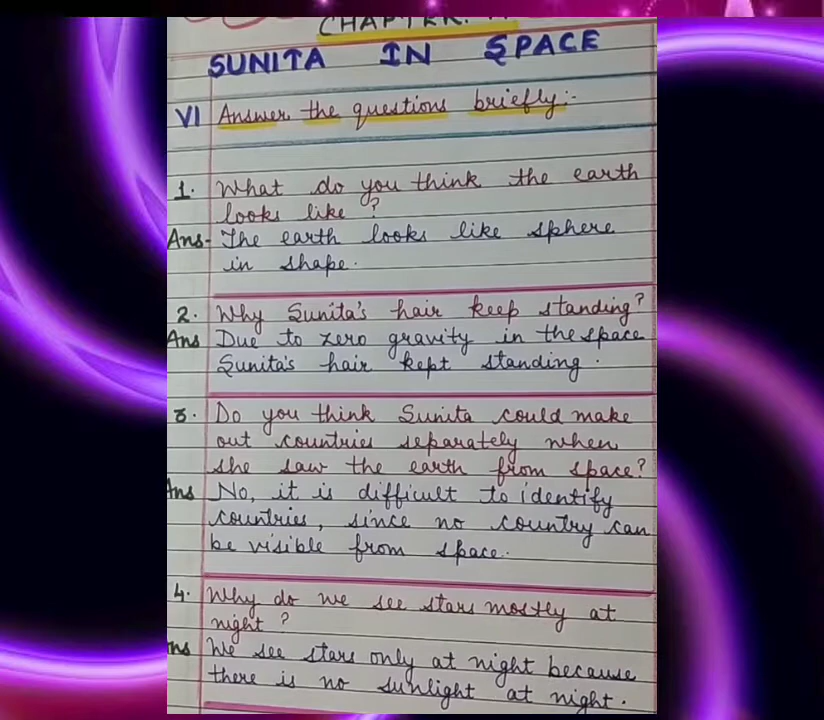 CHAPTER.
SUNITA IN SPACE
VI Answer the questions briefly:-
1. What do you think the earth
looks like ?
Ans- The earth looks like sphere
in shape.
2. Why Sunita's hair keep standing?
Ans Due to zero gravity in the space
Sunita's hair kept standing.
3. Do you think Sunita could make
out countries separately when
she saw the earth from space?
Ans No, it is difficult to identify
countries, since no country can
be visible from space.
4. Why do we see stars mostly at
night ?
Ans We see stars only at night because
there is no sunlight at night.